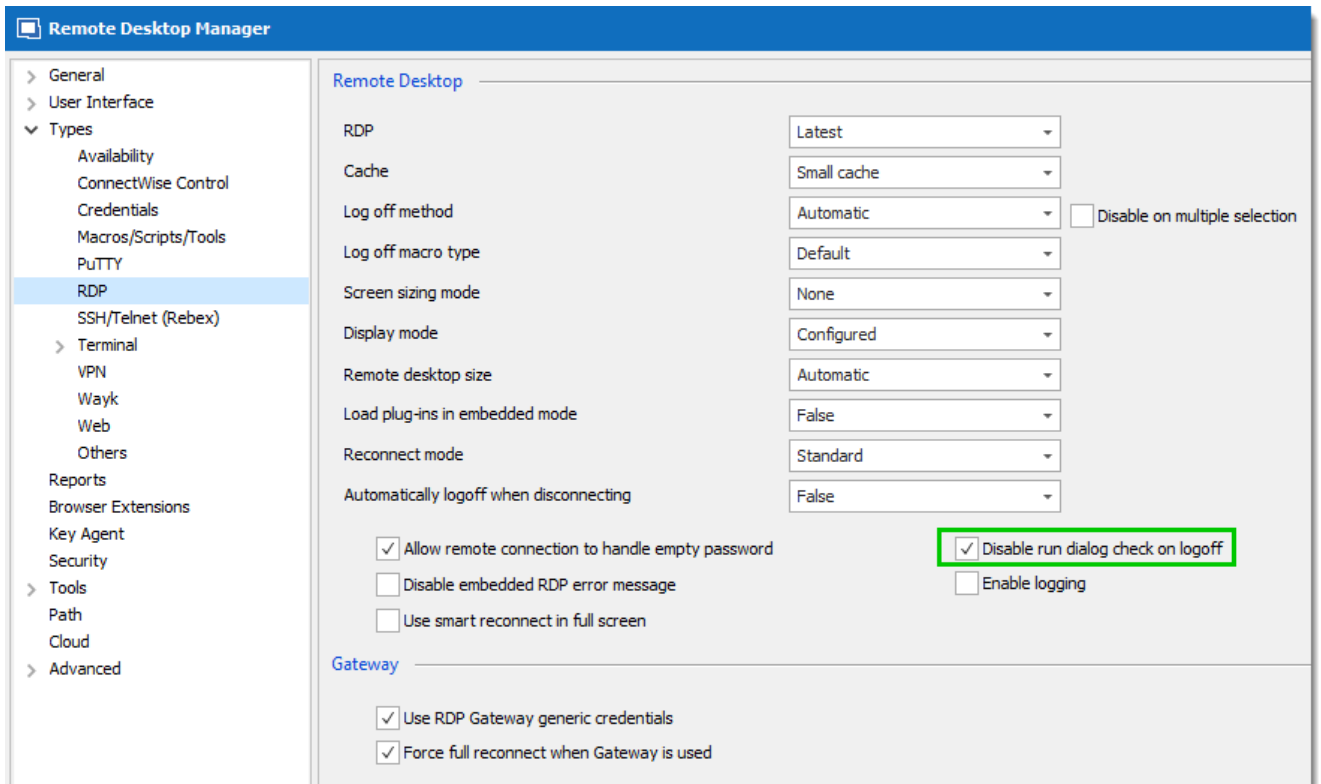 Remote Desktop Manager
General
User Interface
Types
Availability
ConnectWise Control
Credentials
Macros/Scripts/Tools
PuTTY
RDP
SSH/Telnet (Rebex)
Terminal
VPN
Wayk
Web
Others
Reports
Browser Extensions
Key Agent
Security
Tools
Path
Cloud
Advanced
Remote Desktop
RDP Latest
Cache Small cache
Log off method Automatic Disable on multiple selection
Log off macro type Default
Screen sizing mode None
Display mode Configured
Remote desktop size Automatic
Load plug-ins in embedded mode False
Reconnect mode Standard
Automatically logoff when disconnecting False
Allow remote connection to handle empty password Disable run dialog check on logoff
Disable embedded RDP error message Enable logging
Use smart reconnect in full screen
Gateway
Use RDP Gateway generic credentials
Force full reconnect when Gateway is used